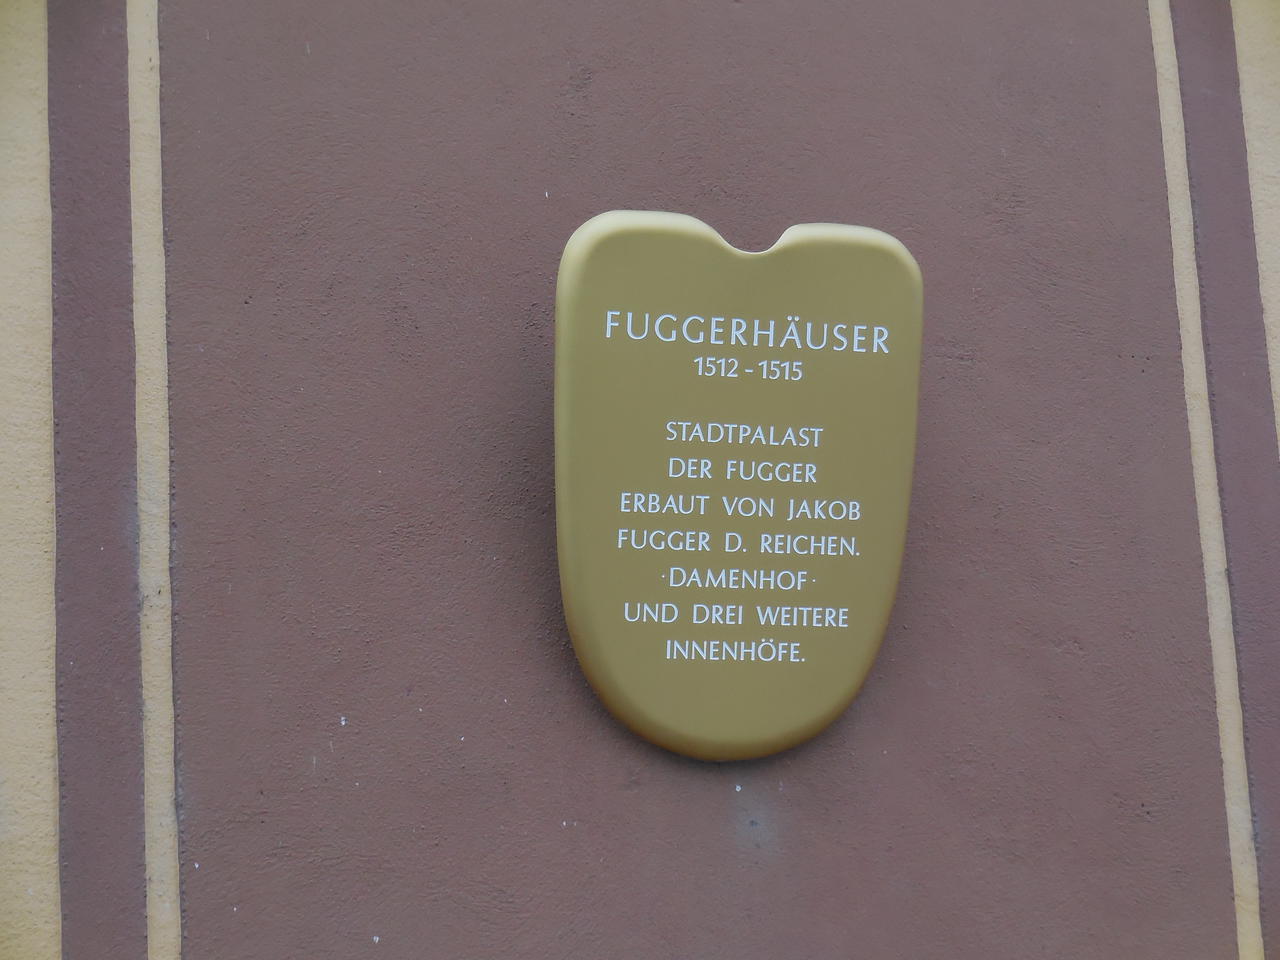 FUGGERHÄUSER
1512 - 1515
STADTPALAST
DER FUGGER
ERBAUT VON JAKOB
FUGGER D. REICHEN.
·DAMENHOF·
UND DREI WEITERE
INNENHÖFE.